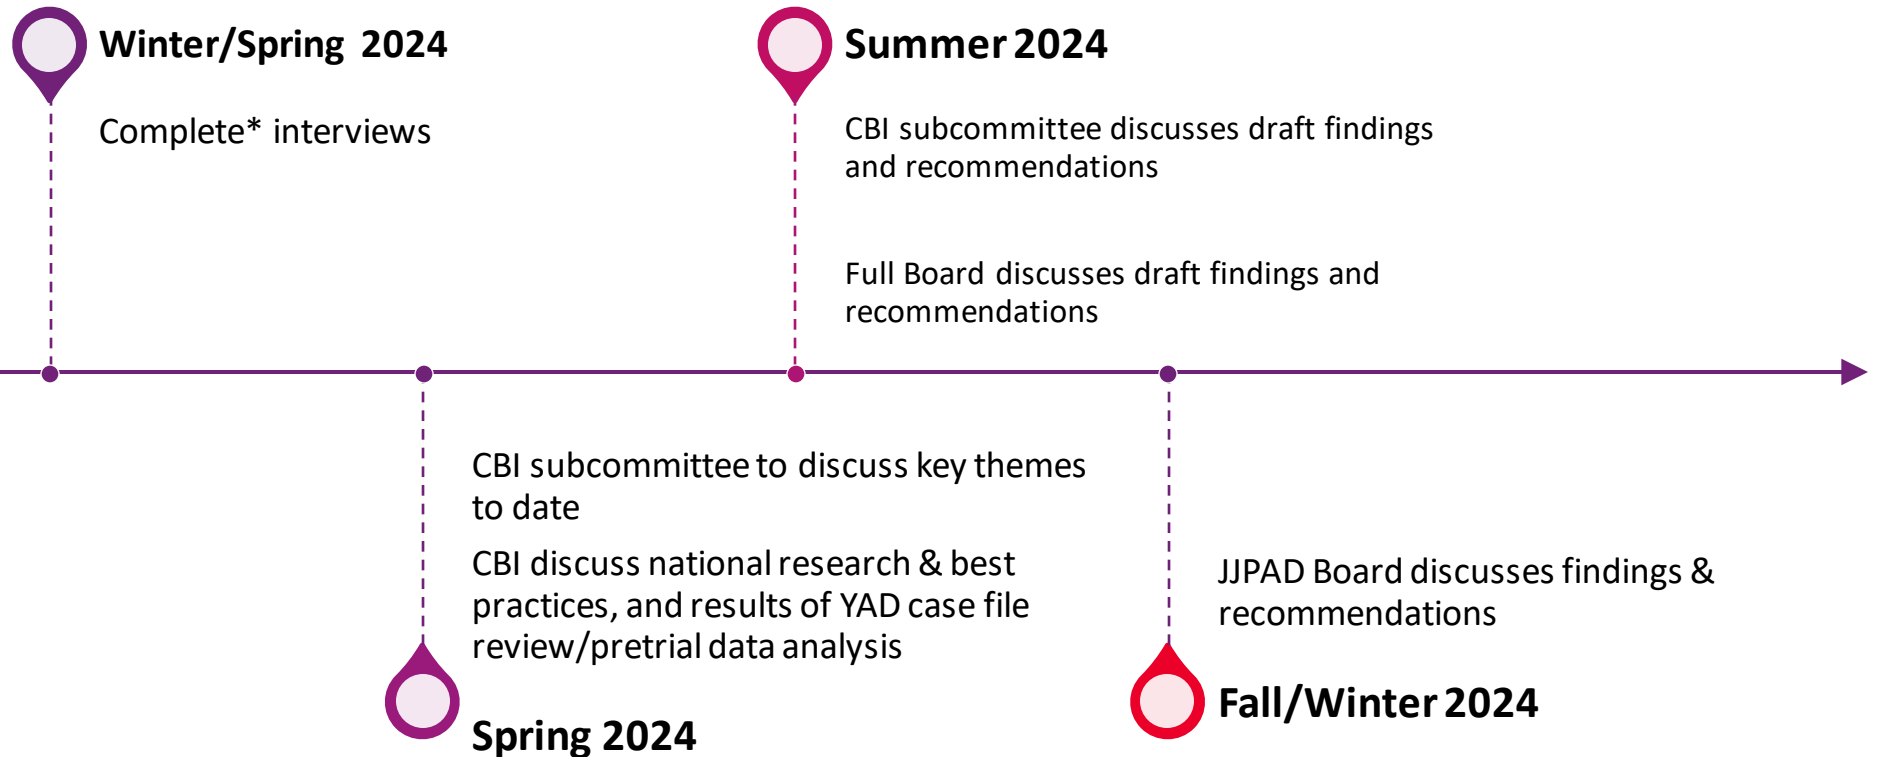 Winter/Spring 2024
Complete* interviews
Summer 2024
CBI subcommittee discusses draft findings
and recommendations
Full Board discusses draft findings and
recommendations
CBI subcommittee to discuss key themes
to date
CBI discuss national research & best
practices, and results of YAD case file
review/pretrial data analysis
Spring 2024
JJPAD Board discusses findings &
recommendations
Fall/Winter 2024